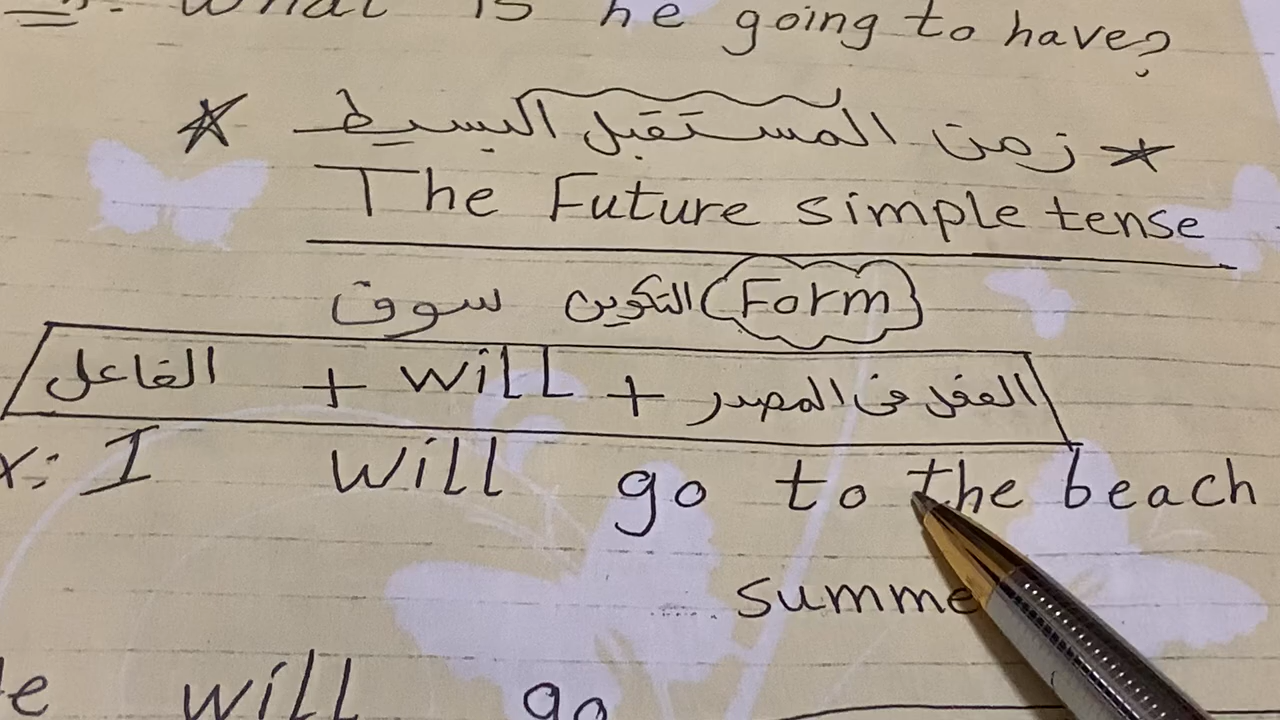 What is he going to have?
زمن المستقبل البسيط
The Future simple tense
Form التكوين سوف
الفاعل + will + الفعل فى المصدر
x: I will go to the beach
summe
e will go